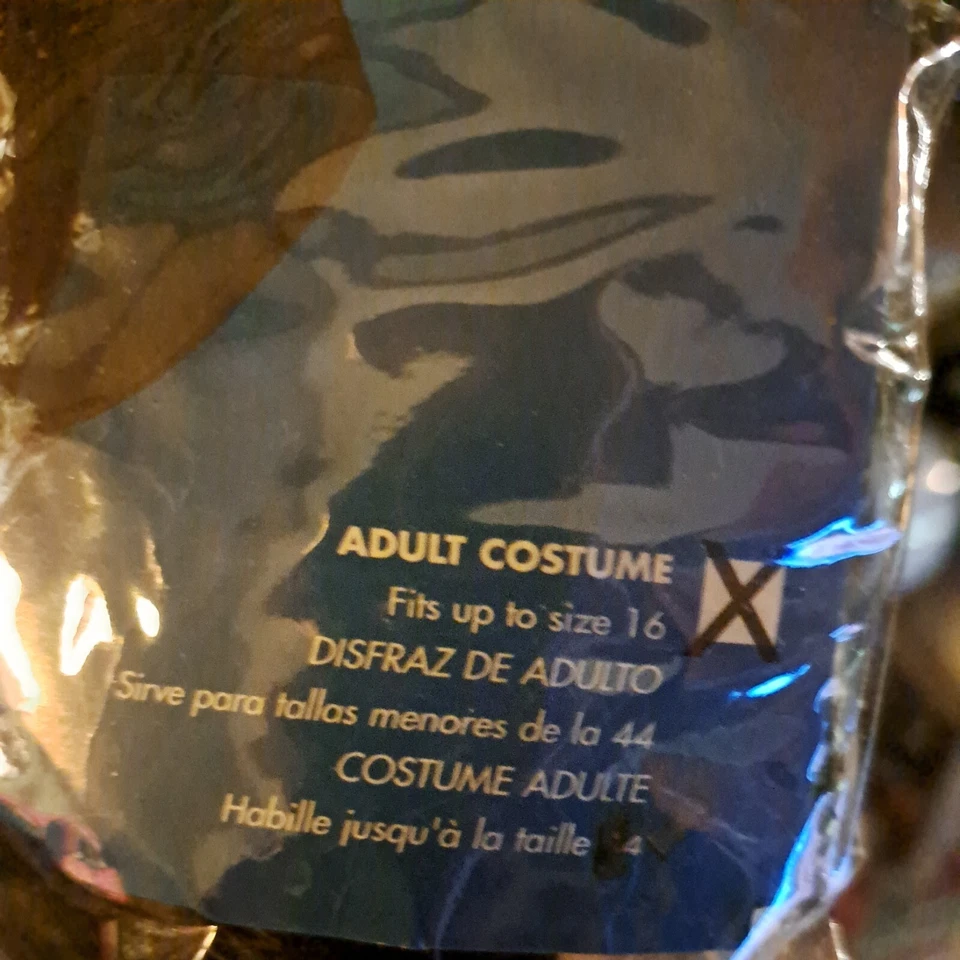 ADULT COSTUME X
Fits up to size 16
DISFRAZ DE ADULTO
Sirve para tallas menores de la 44
COSTUME ADULTE
Habille jusqu'à la taille